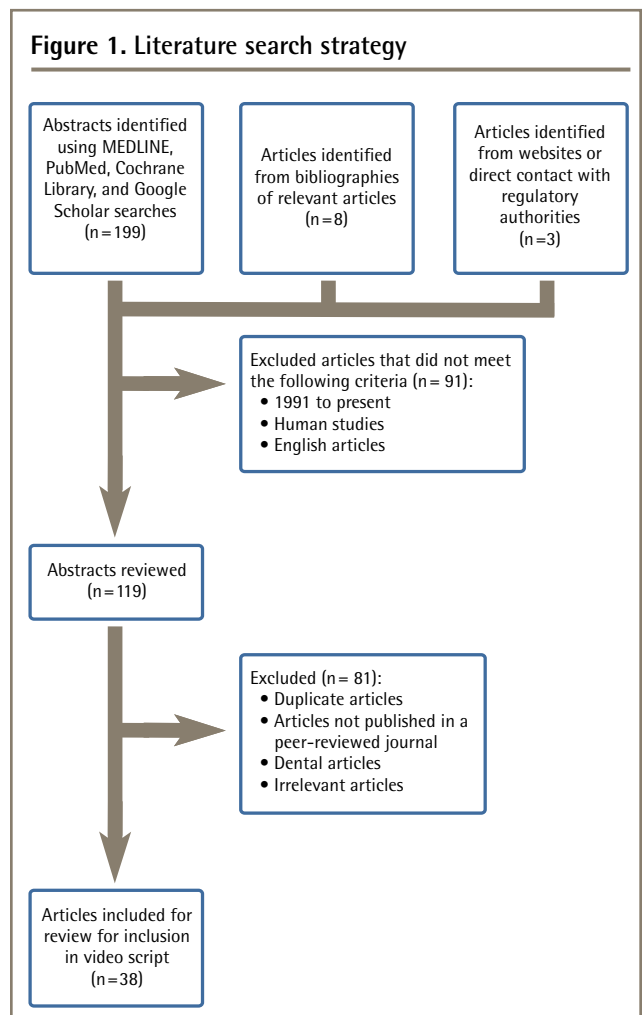 Figure 1. Literature search strategy
Abstracts identified
using MEDLINE,
PubMed, Cochrane
Library, and Google
Scholar searches
(n=199)
Articles identified
from bibliographies
of relevant articles
(n=8)
Articles identified
from websites or
direct contact with
regulatory
authorities
(n=3)
Excluded articles that did not meet
the following criteria (n= 91):
• 1991 to present
• Human studies
• English articles
Abstracts reviewed
(n=119)
Excluded (n= 81):
• Duplicate articles
• Articles not published in a
peer-reviewed journal
• Dental articles
• Irrelevant articles
Articles included for
review for inclusion
in video script
(n=38)